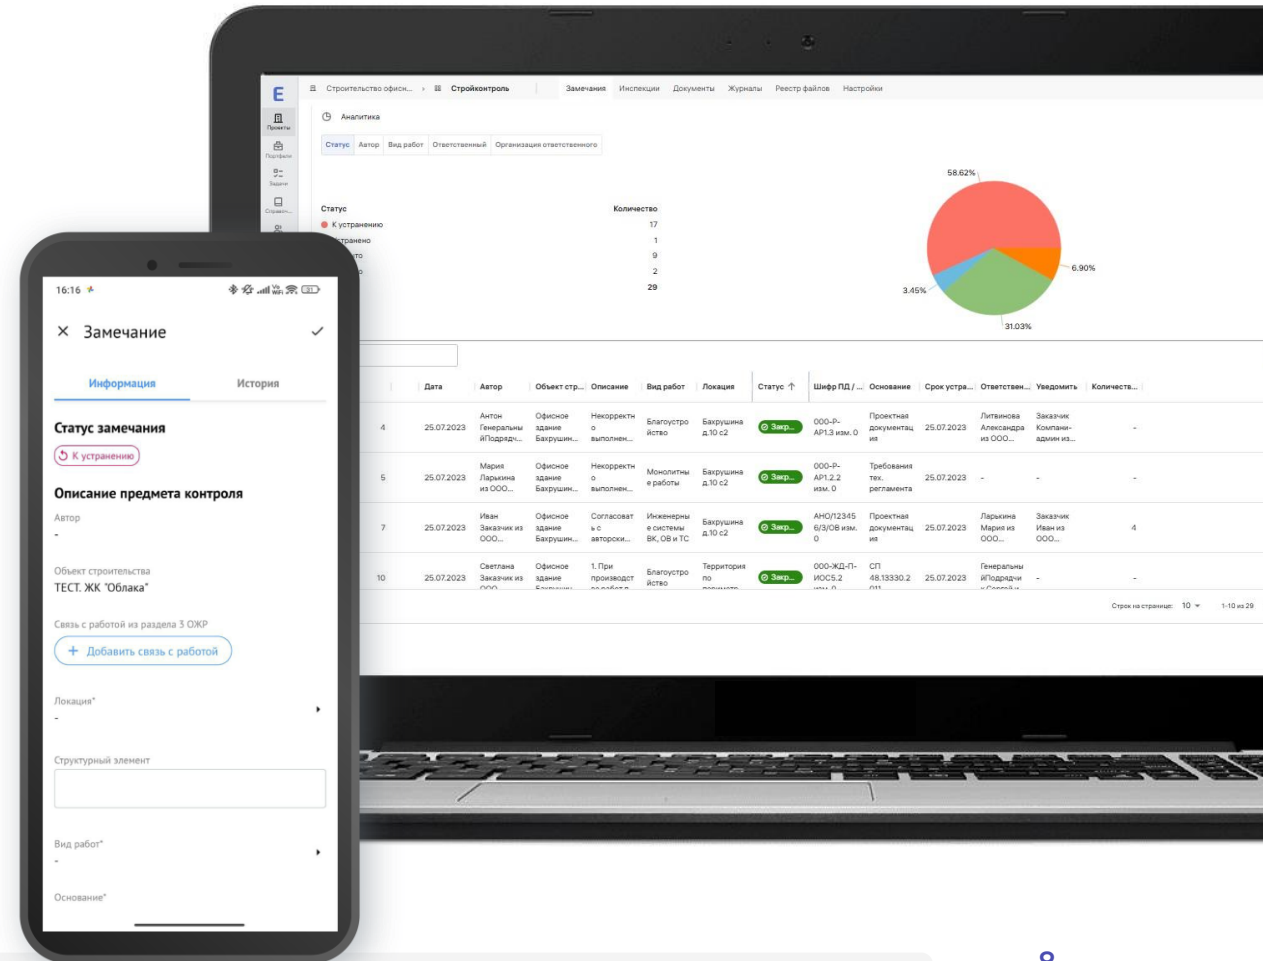 E
Строительство офисн... › Стройконтроль
Замечания Инспекции Документы Журналы Реестр файлов Настройки
Проекты
Портфели
Задачи
Справоч...
Аналитика
Статус Автор Вид работ Ответственный Организация ответственного
Статус Количество
К устранению 17
странено 1
то 9
о 2
29
58.62%
6.90%
3.45%
31.03%
Дата Автор Объект стр... Описание Вид работ Локация Статус ↑ Шифр ПД / ... Основание Срок устра... Ответствен... Уведомить Количеств...
4 25.07.2023 Антон Генеральны йПодрядч... Офисное здание Бахрушин... Некорректн о выполнен... Благоустро йство Бахрушина д.10 с2 Закр... 000-Р- АР1.3 изм. 0 Проектная документац ия 25.07.2023 Литвинова Александра из ООО... Заказчик Компани- админ из... -
5 25.07.2023 Мария Ларькина из ООО... Офисное здание Бахрушин... Некорректн о выполнен... Монолитны е работы Бахрушина д.10 с2 Закр... 000-Р- АР1.2.2 изм. 0 Требования тех. регламента 25.07.2023 - - -
7 25.07.2023 Иван Заказчик из ООО... Офисное здание Бахрушин... Согласоват ь с авторски... Инженерны е системы ВК, ОВ и ТС Бахрушина д.10 с2 Закр... АНО/12345 6/3/ОВ изм. 0 Проектная документац ия 25.07.2023 Ларькина Мария из ООО... Заказчик Иван из ООО... 4
10 25.07.2023 Светлана Заказчик из Офисное здание 1. При производст Благоустро йство Территория по Закр... 000-ЖД-П- ИОС5.2 СП 48.13330.2 25.07.2023 Генеральны йПодрядчи - -
Строк на странице: 10 1-10 из 29
16:16
Vo WiFi 31
× Замечание ✓
Информация История
Статус замечания
К устранению
Описание предмета контроля
Автор
-
Объект строительства
ТЕСТ. ЖК "Облака"
Связь с работой из раздела 3 ОЖР
+ Добавить связь с работой
Локация*
-
Структурный элемент
Вид работ*
-
Основание*